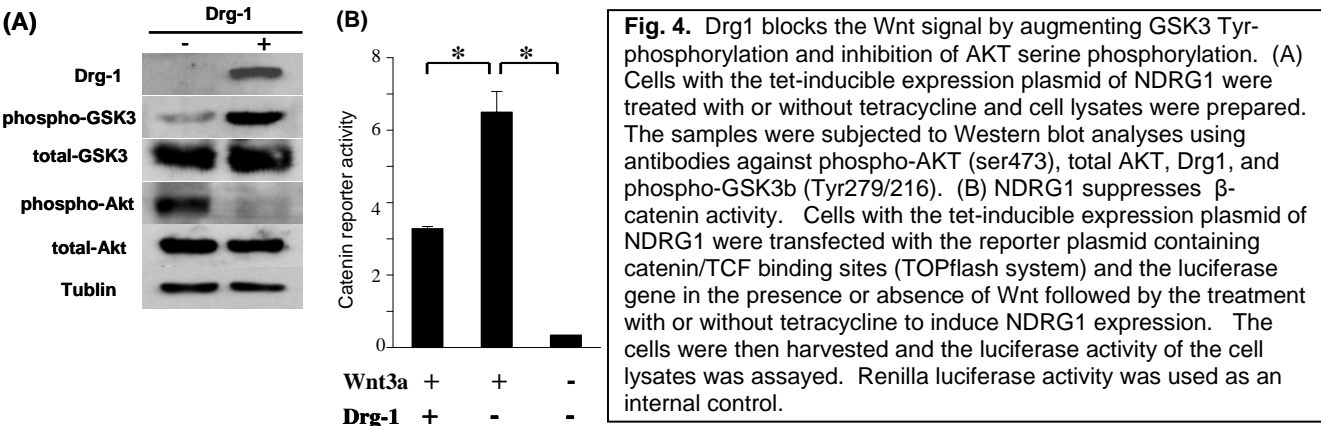 (A)
Drg-1
- +
Drg-1
phospho-GSK3
total-GSK3
phospho-Akt
total-Akt
Tublin
(B)
8
6
4
2
0
Catenin reporter activity
* *
Wnt3a + + -
Drg-1 + - -
Fig. 4. Drg1 blocks the Wnt signal by augmenting GSK3 Tyr-
phosphorylation and inhibition of AKT serine phosphorylation. (A)
Cells with the tet-inducible expression plasmid of NDRG1 were
treated with or without tetracycline and cell lysates were prepared.
The samples were subjected to Western blot analyses using
antibodies against phospho-AKT (ser473), total AKT, Drg1, and
phospho-GSK3b (Tyr279/216). (B) NDRG1 suppresses β-
catenin activity. Cells with the tet-inducible expression plasmid of
NDRG1 were transfected with the reporter plasmid containing
catenin/TCF binding sites (TOPflash system) and the luciferase
gene in the presence or absence of Wnt followed by the treatment
with or without tetracycline to induce NDRG1 expression. The
cells were then harvested and the luciferase activity of the cell
lysates was assayed. Renilla luciferase activity was used as an
internal control.